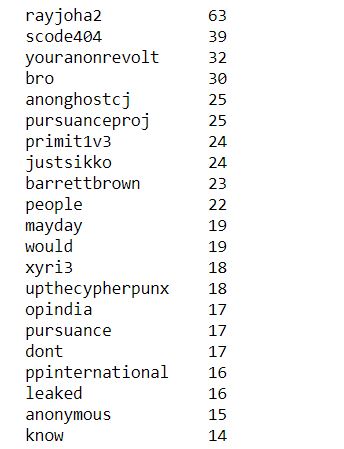 rayjoha2 63
scode404 39
youranonrevolt 32
bro 30
anonghostcj 25
pursuanceproj 25
primit1v3 24
justsikko 24
barrettbrown 23
people 22
mayday 19
would 19
xyri3 18
upthecypherpunx 18
opindia 17
pursuance 17
dont 17
ppinternational 16
leaked 16
anonymous 15
know 14